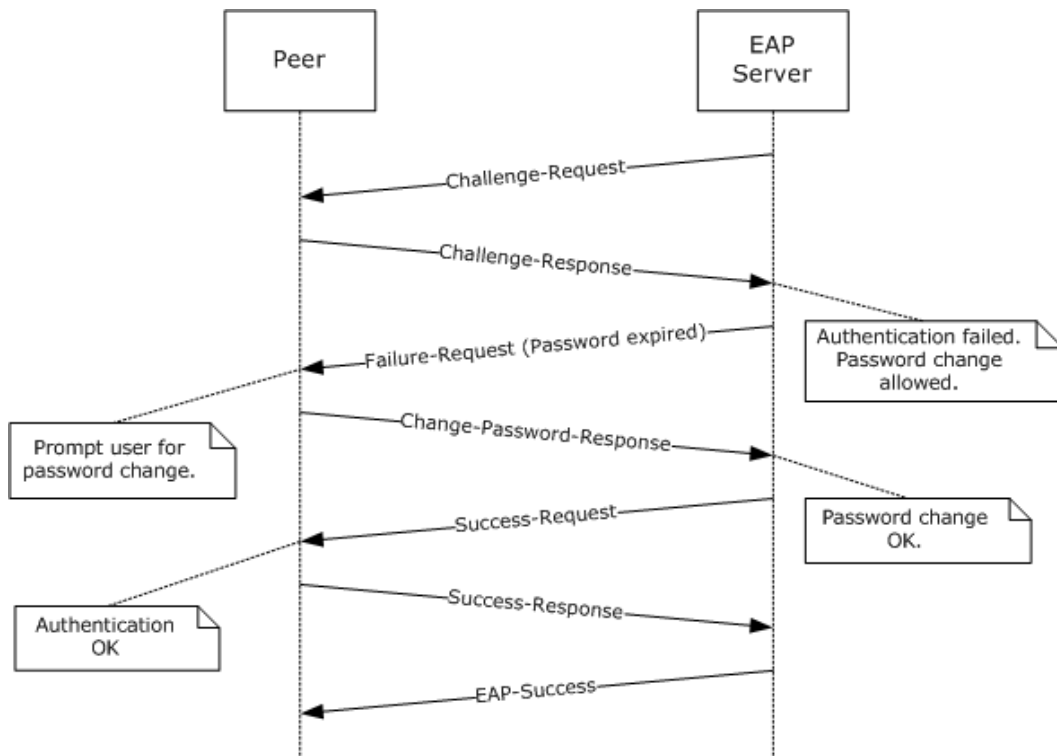 Peer
EAP
Server
Challenge-Request
Challenge-Response
Failure-Request (Password expired)
Authentication failed.
Password change
allowed.
Change-Password-Response
Prompt user for
password change.
Success-Request
Password change
OK.
Success-Response
Authentication
OK
EAP-Success